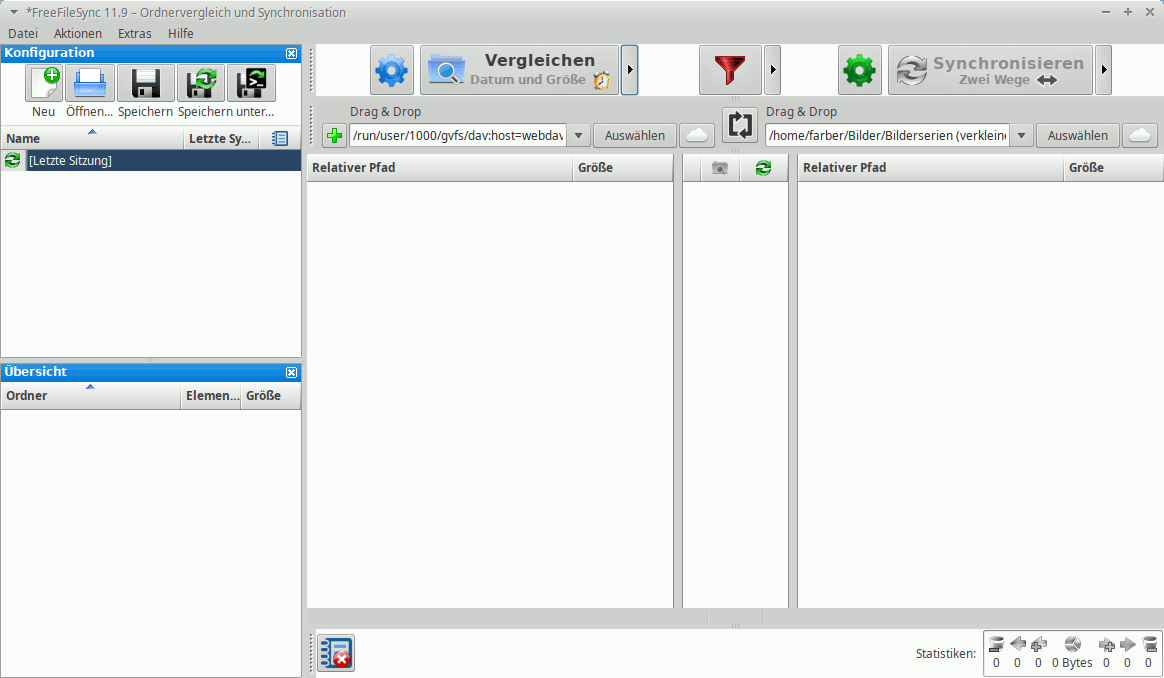 *FreeFileSync 11.9 – Ordnervergleich und Synchronisation
Datei Aktionen Extras Hilfe
Konfiguration
Neu Öffnen... Speichern Speichern unter...
Name Letzte Sy...
[Letzte Sitzung]
Übersicht
Ordner Elemen... Größe
Vergleichen
Datum und Größe
Synchronisieren
Zwei Wege
Drag & Drop
/run/user/1000/gvfs/dav:host=webdav
Auswählen
Drag & Drop
/home/farber/Bilder/Bilderserien (verklein
Auswählen
Relativer Pfad Größe
Relativer Pfad Größe
Statistiken:
0 0 0 0 Bytes 0 0 0